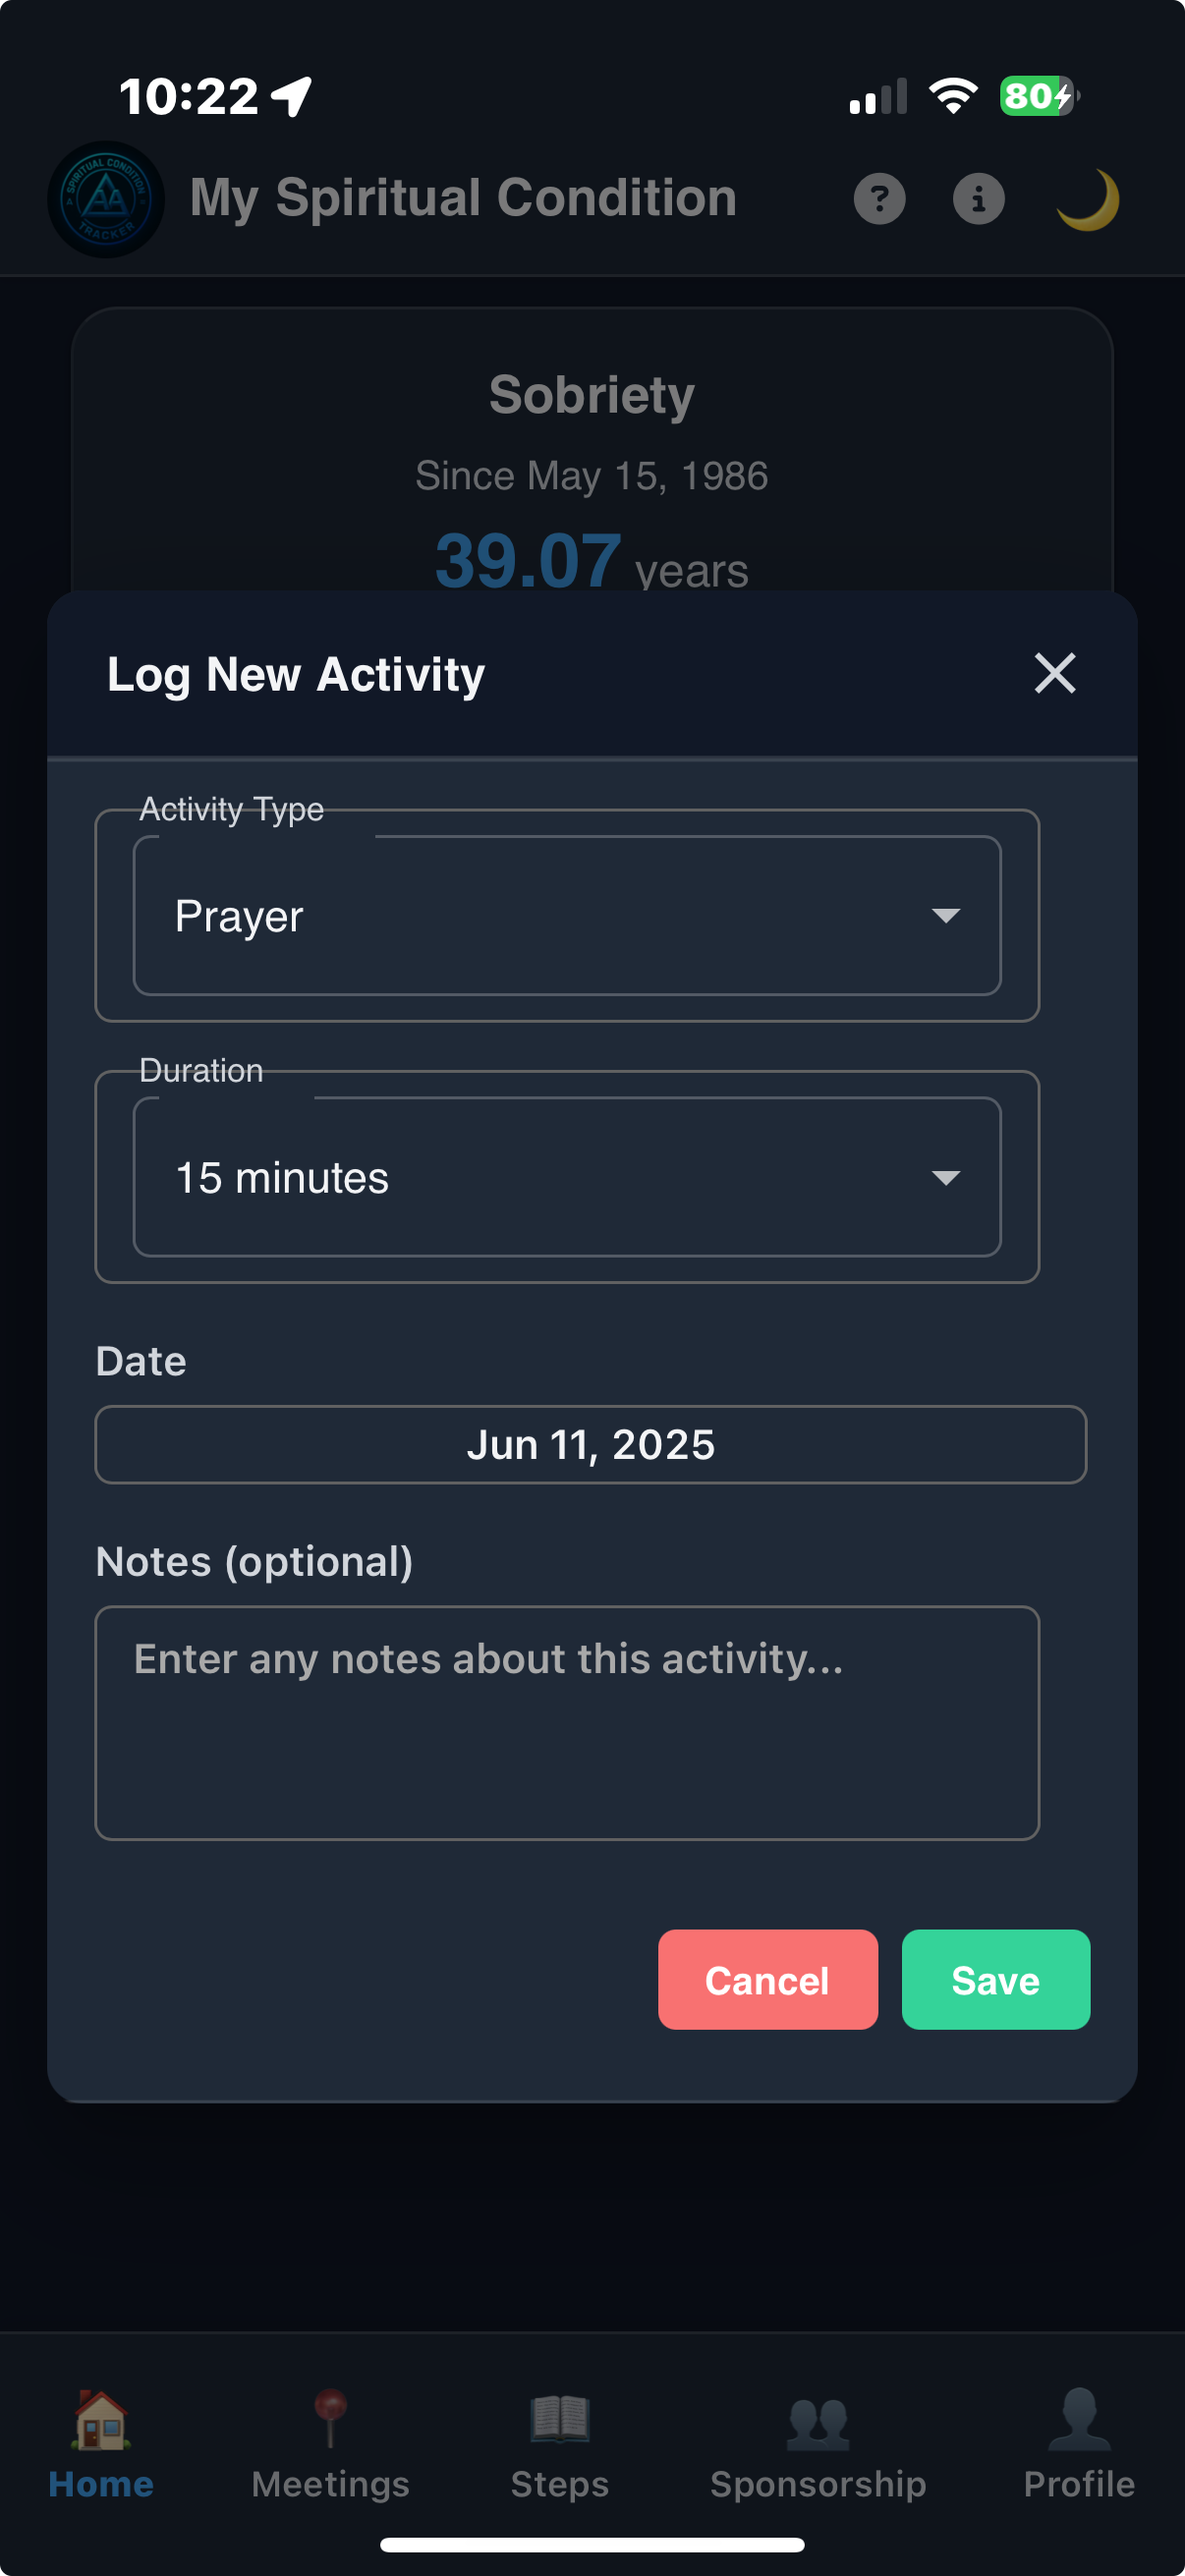 10:22
80
SPIRITUAL CONDITION
AA
TRACKER
My Spiritual Condition
Sobriety
Since May 15, 1986
39.07 years
Log New Activity
Activity Type
Prayer
Duration
15 minutes
Date
Jun 11, 2025
Notes (optional)
Enter any notes about this activity...
Cancel
Save
Home
Meetings
Steps
Sponsorship
Profile